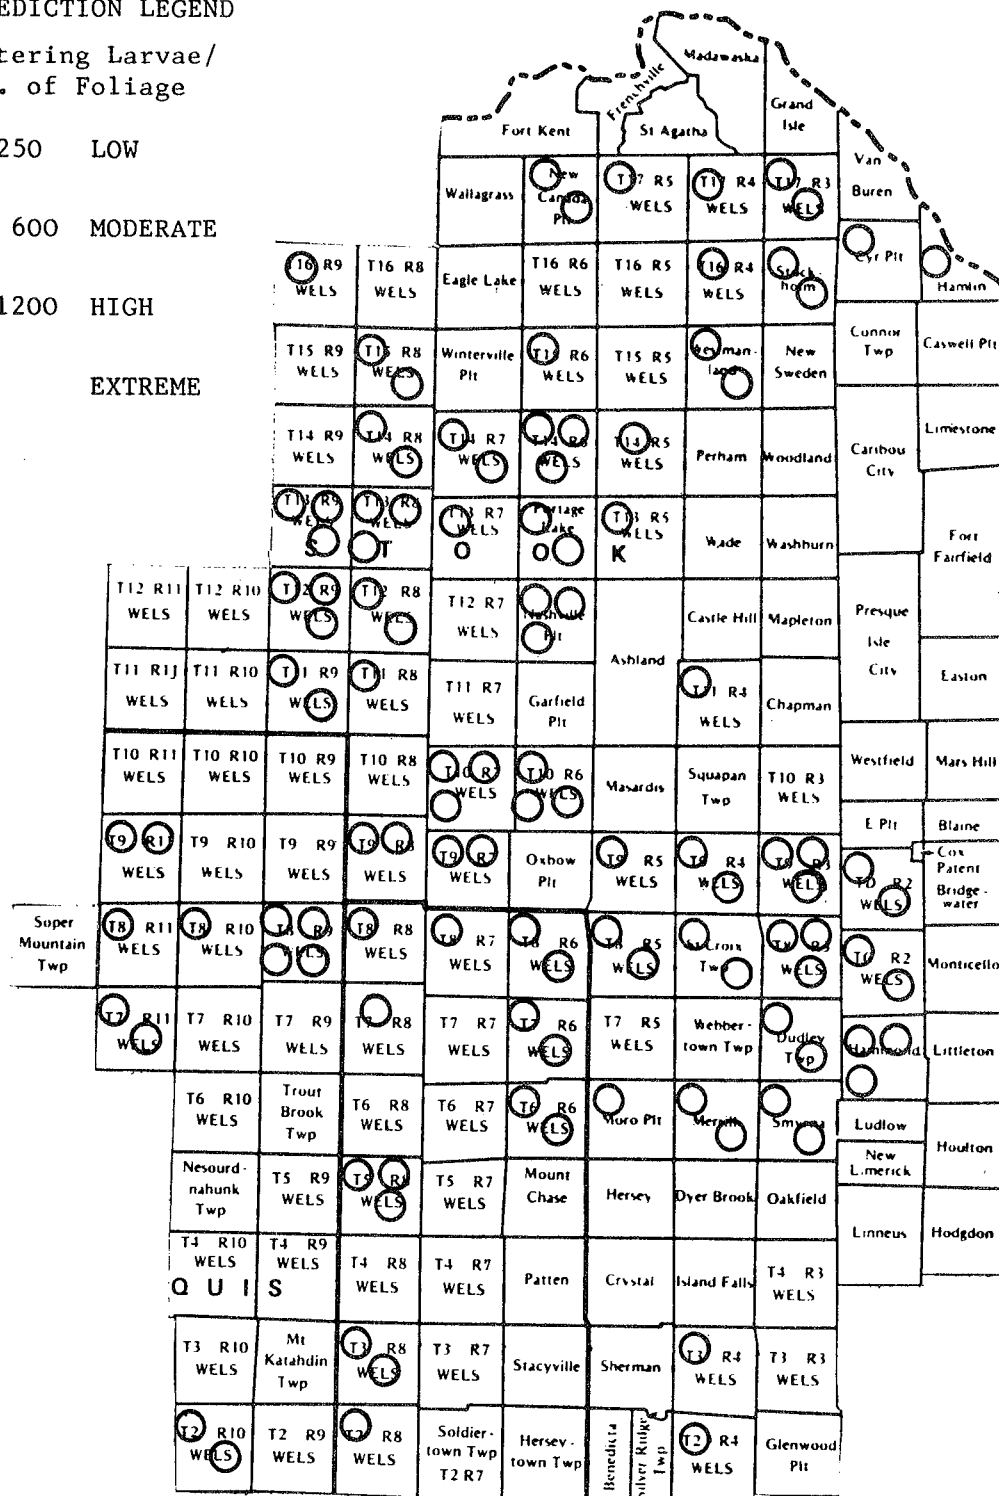 EDICTION LEGEND
tering Larvae/
. of Foliage
250 LOW
600 MODERATE
1200 HIGH
EXTREME
Madawaska
Frenchville
Grand
Isle
Fort Kent
St Agatha
Van
Buren
Wallagrass
New
Canada
Plt
T17 R5
WELS
T17 R4
WELS
T17 R3
WELS
Cyr Plt
Hamlin
T16 R9
WELS
T16 R8
WELS
Eagle Lake
T16 R6
WELS
T16 R5
WELS
T16 R4
WELS
Stock-
holm
Connor
Twp
Caswell Plt
T15 R9
WELS
T15 R8
WELS
Winterville
Plt
T15 R6
WELS
T15 R5
WELS
Westman-
land
New
Sweden
Limestone
T14 R9
WELS
T14 R8
WELS
T14 R7
WELS
T14 R6
WELS
T14 R5
WELS
Perham
Woodland
Caribou
City
T13 R9
WELS
T13 R8
WELS
T13 R7
WELS
Portage
Lake
T13 R5
WELS
Wade
Washburn
Fort
Fairfield
S T O O K
T12 R11
WELS
T12 R10
WELS
T12 R9
WELS
T12 R8
WELS
T12 R7
WELS
Nashville
Plt
Ashland
Castle Hill
Mapleton
Presque
Isle
City
Easton
T11 R11
WELS
T11 R10
WELS
T11 R9
WELS
T11 R8
WELS
T11 R7
WELS
Garfield
Plt
T11 R4
WELS
Chapman
T10 R11
WELS
T10 R10
WELS
T10 R9
WELS
T10 R8
WELS
T10 R7
WELS
T10 R6
WELS
Masardis
Squapan
Twp
T10 R3
WELS
Westfield
Mars Hill
E Plt
Blaine
T9 R11
WELS
T9 R10
WELS
T9 R9
WELS
T9 R8
WELS
T9 R7
WELS
Oxbow
Plt
T9 R5
WELS
T9 R4
WELS
T9 R3
WELS
TD R2
WELS
Cox
Patent
Bridge-
water
Super
Mountain
Twp
T8 R11
WELS
T8 R10
WELS
T8 R9
WELS
T8 R8
WELS
T8 R7
WELS
T8 R6
WELS
T8 R5
WELS
St Croix
Twp
T8 R3
WELS
TC R2
WELS
Monticello
T7 R11
WELS
T7 R10
WELS
T7 R9
WELS
T7 R8
WELS
T7 R7
WELS
T7 R6
WELS
T7 R5
WELS
Webber-
town Twp
Dudley
Twp
Hammond
Littleton
T6 R10
WELS
Trout
Brook
Twp
T6 R8
WELS
T6 R7
WELS
T6 R6
WELS
Moro Plt
Merrill
Smyrna
Ludlow
New
Limerick
Houlton
Nesourd-
nahunk
Twp
T5 R9
WELS
T5 R8
WELS
T5 R7
WELS
Mount
Chase
Hersey
Dyer Brook
Oakfield
Linneus
Hodgdon
T4 R10
WELS
T4 R9
WELS
T4 R8
WELS
T4 R7
WELS
Patten
Crystal
Island Falls
T4 R3
WELS
Q U I S
T3 R10
WELS
Mt
Katahdin
Twp
T3 R8
WELS
T3 R7
WELS
Stacyville
Sherman
T3 R4
WELS
T3 R3
WELS
T2 R10
WELS
T2 R9
WELS
T2 R8
WELS
Soldier-
town Twp
T2 R7
Hersey-
town Twp
Benedicta
Silver Ridge
Twp
T2 R4
WELS
Glenwood
Plt